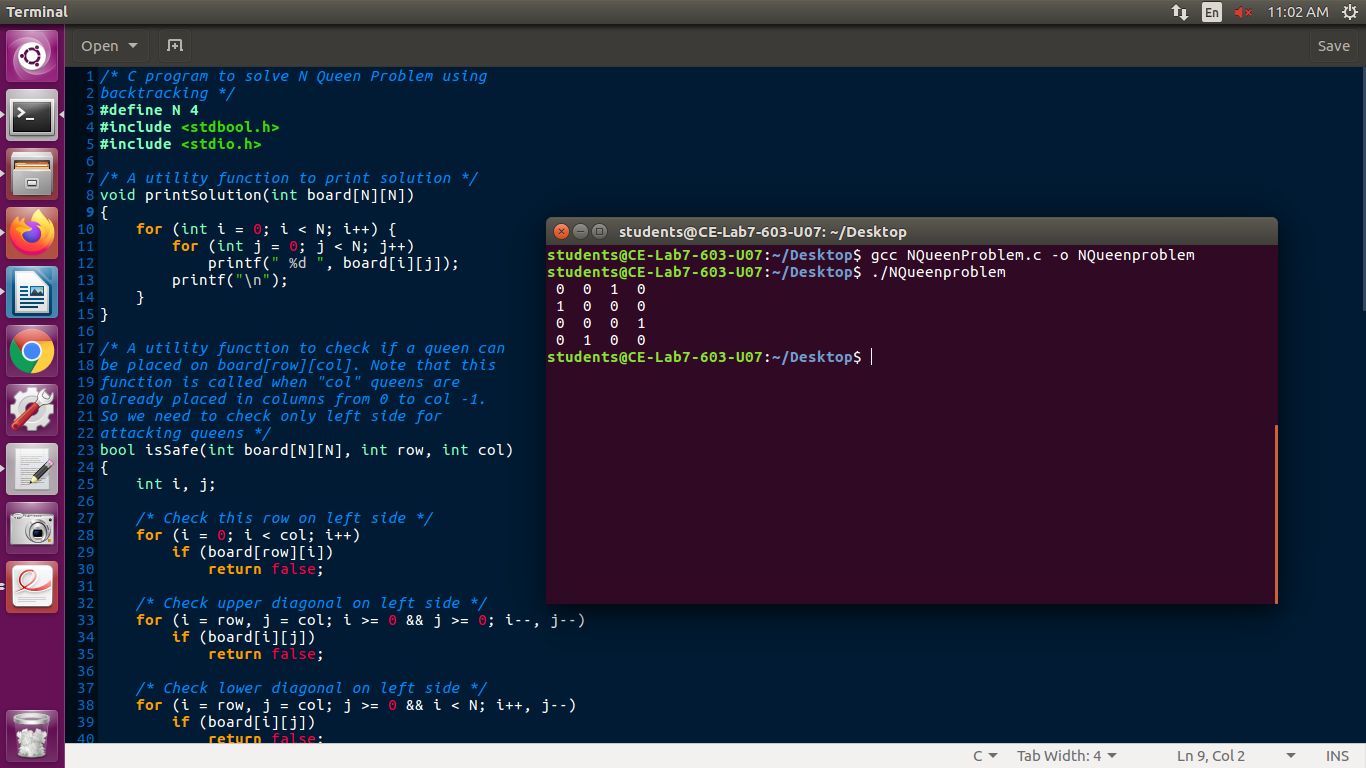 Terminal
En
11:02 AM
Open
Save
1 /* C program to solve N Queen Problem using
2 backtracking */
3 #define N 4
4 #include <stdbool.h>
5 #include <stdio.h>
6
7 /* A utility function to print solution */
8 void printSolution(int board[N][N])
9 {
10     for (int i = 0; i < N; i++) {
11         for (int j = 0; j < N; j++)
12             printf(" %d ", board[i][j]);
13         printf("\n");
14     }
15 }
16
17 /* A utility function to check if a queen can
18 be placed on board[row][col]. Note that this
19 function is called when "col" queens are
20 already placed in columns from 0 to col -1.
21 So we need to check only left side for
22 attacking queens */
23 bool isSafe(int board[N][N], int row, int col)
24 {
25     int i, j;
26
27     /* Check this row on left side */
28     for (i = 0; i < col; i++)
29         if (board[row][i])
30             return false;
31
32     /* Check upper diagonal on left side */
33     for (i = row, j = col; i >= 0 && j >= 0; i--, j--)
34         if (board[i][j])
35             return false;
36
37     /* Check lower diagonal on left side */
38     for (i = row, j = col; j >= 0 && i < N; i++, j--)
39         if (board[i][j])
40             return false;
students@CE-Lab7-603-U07: ~/Desktop
students@CE-Lab7-603-U07:~/Desktop$ gcc NQueenProblem.c -o NQueenproblem
students@CE-Lab7-603-U07:~/Desktop$ ./NQueenproblem
 0  0  1  0
 1  0  0  0
 0  0  0  1
 0  1  0  0
students@CE-Lab7-603-U07:~/Desktop$
C
Tab Width: 4
Ln 9, Col 2
INS